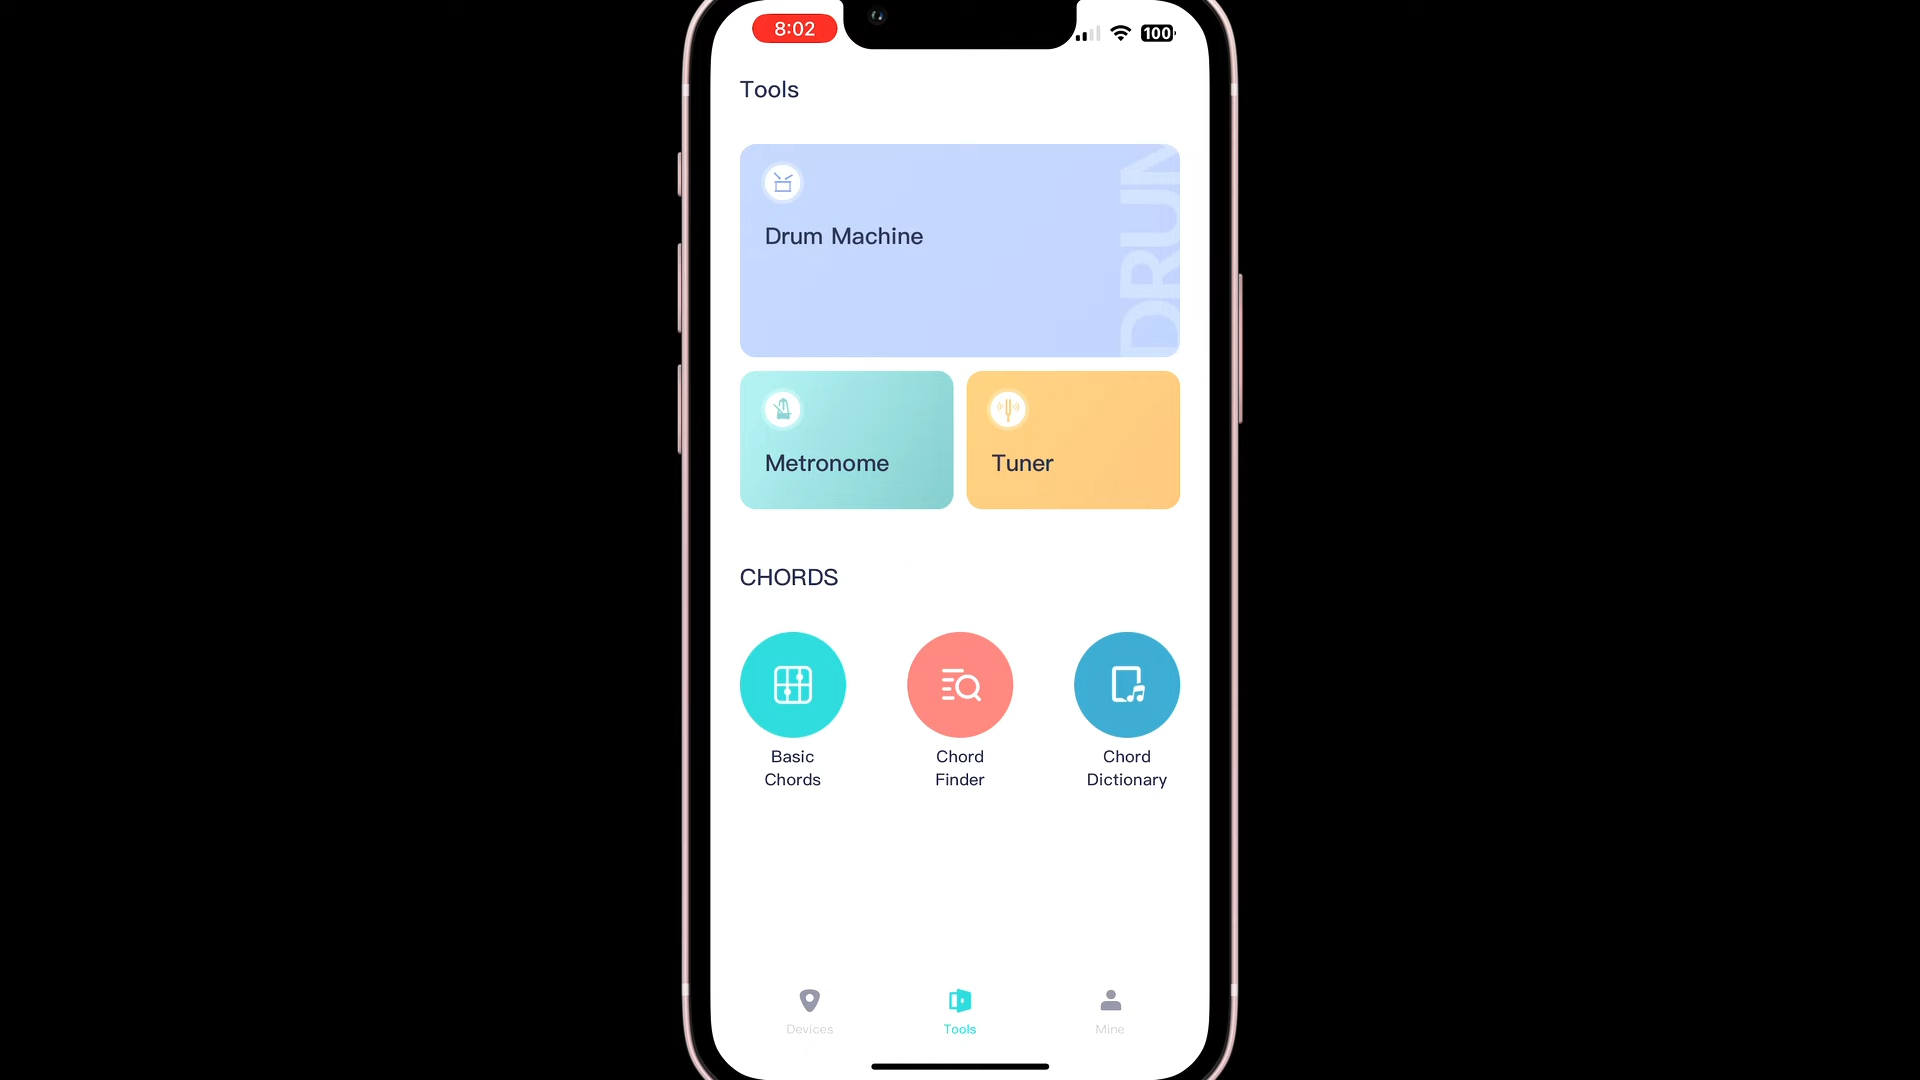 8:02
100
Tools
DRUM
Drum Machine
Metronome
Tuner
CHORDS
Basic
Chords
Chord
Finder
Chord
Dictionary
Devices
Tools
Mine